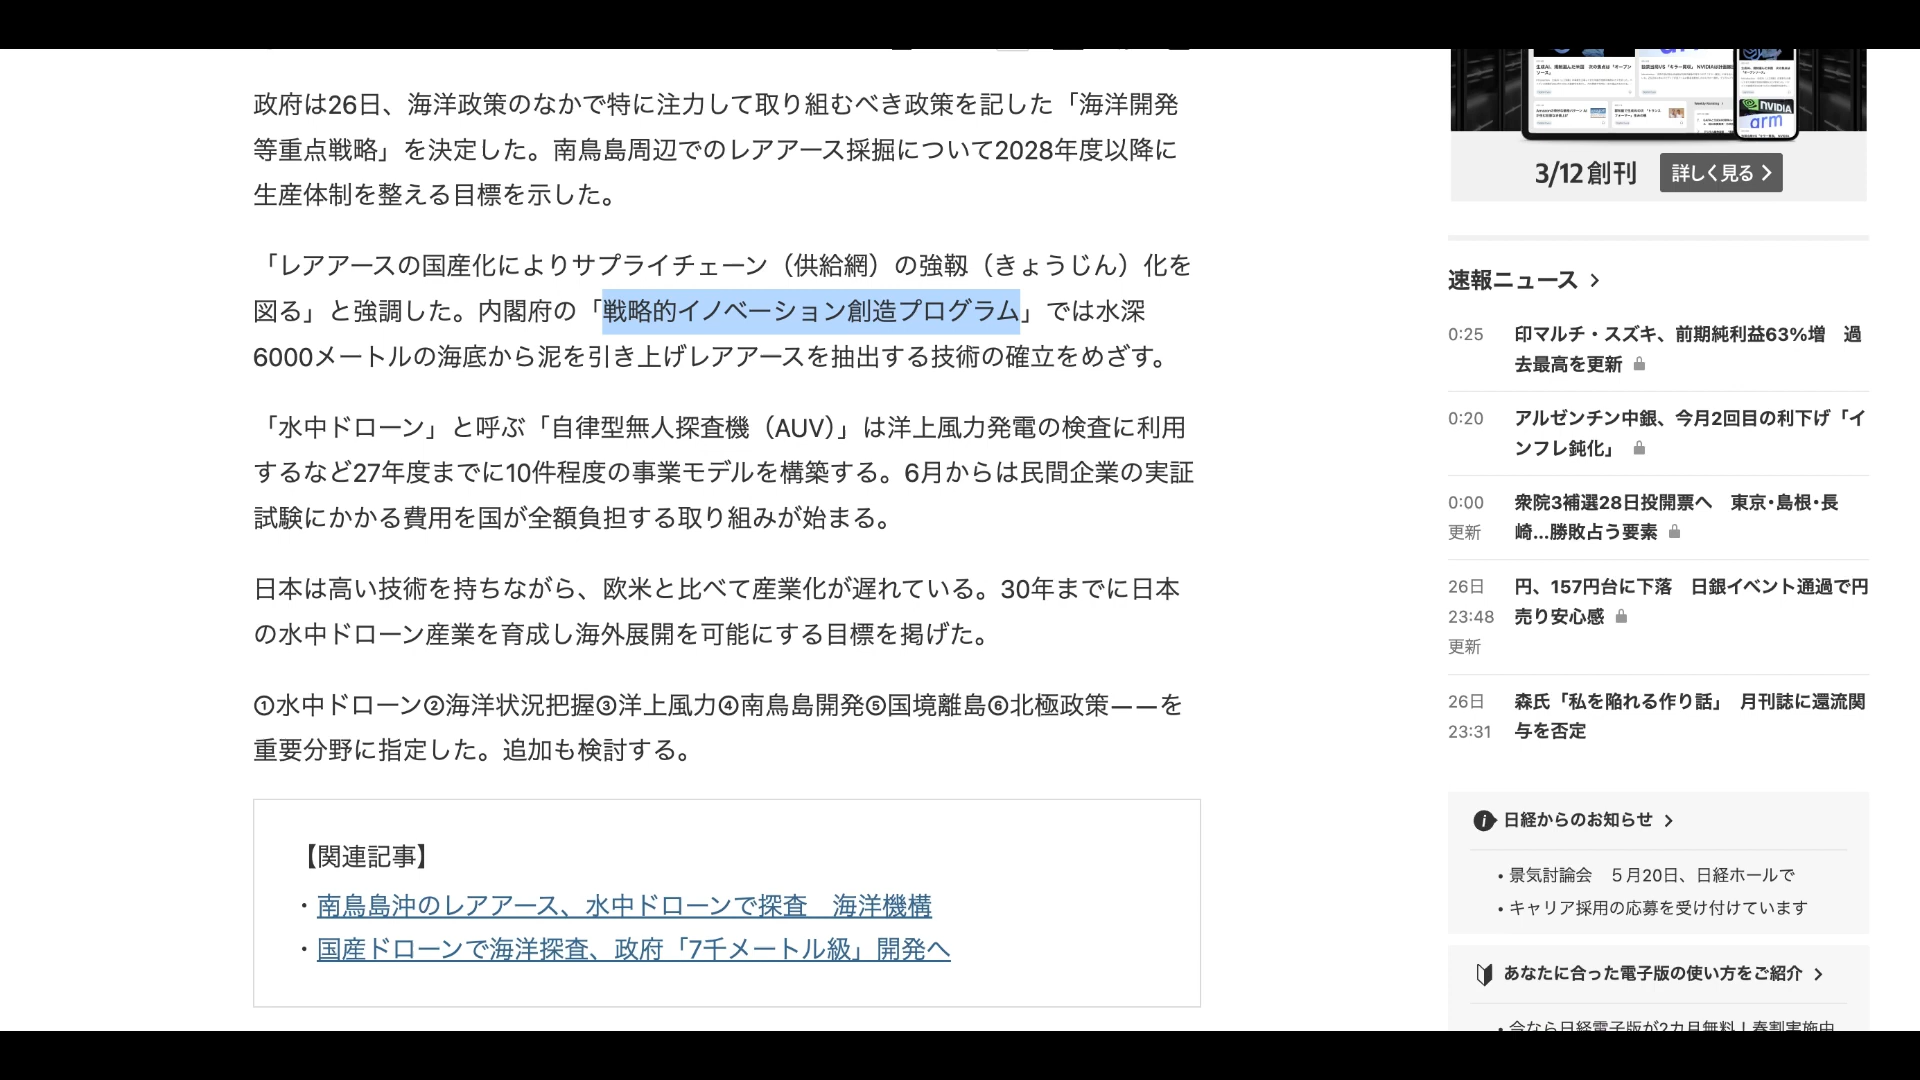 政府は26日、海洋政策のなかで特に注力して取り組むべき政策を記した「海洋開発
等重点戦略」を決定した。南鳥島周辺でのレアアース採掘について2028年度以降に
生産体制を整える目標を示した。
「レアアースの国産化によりサプライチェーン（供給網）の強靱（きょうじん）化を
図る」と強調した。内閣府の「戦略的イノベーション創造プログラム」では水深
6000メートルの海底から泥を引き上げレアアースを抽出する技術の確立をめざす。
「水中ドローン」と呼ぶ「自律型無人探査機（AUV）」は洋上風力発電の検査に利用
するなど27年度までに10件程度の事業モデルを構築する。6月からは民間企業の実証
試験にかかる費用を国が全額負担する取り組みが始まる。
日本は高い技術を持ちながら、欧米と比べて産業化が遅れている。30年までに日本
の水中ドローン産業を育成し海外展開を可能にする目標を掲げた。
①水中ドローン②海洋状況把握③洋上風力④南鳥島開発⑤国境離島⑥北極政策——を
重要分野に指定した。追加も検討する。
【関連記事】
・南鳥島沖のレアアース、水中ドローンで探査　海洋機構
・国産ドローンで海洋探査、政府「7千メートル級」開発へ
NVIDIA
arm
3/12創刊
詳しく見る
速報ニュース
0:25 印マルチ・スズキ、前期純利益63%増　過
去最高を更新
0:20 アルゼンチン中銀、今月2回目の利下げ「イ
ンフレ鈍化」
0:00 衆院3補選28日投開票へ　東京･島根･長
更新 崎...勝敗占う要素
26日 円、157円台に下落　日銀イベント通過で円
23:48 売り安心感
更新
26日 森氏「私を陥れる作り話」　月刊誌に還流関
23:31 与を否定
日経からのお知らせ
• 景気討論会　５月20日、日経ホールで
• キャリア採用の応募を受け付けています
あなたに合った電子版の使い方をご紹介
• 今なら日経電子版が2カ月無料！春割実施中